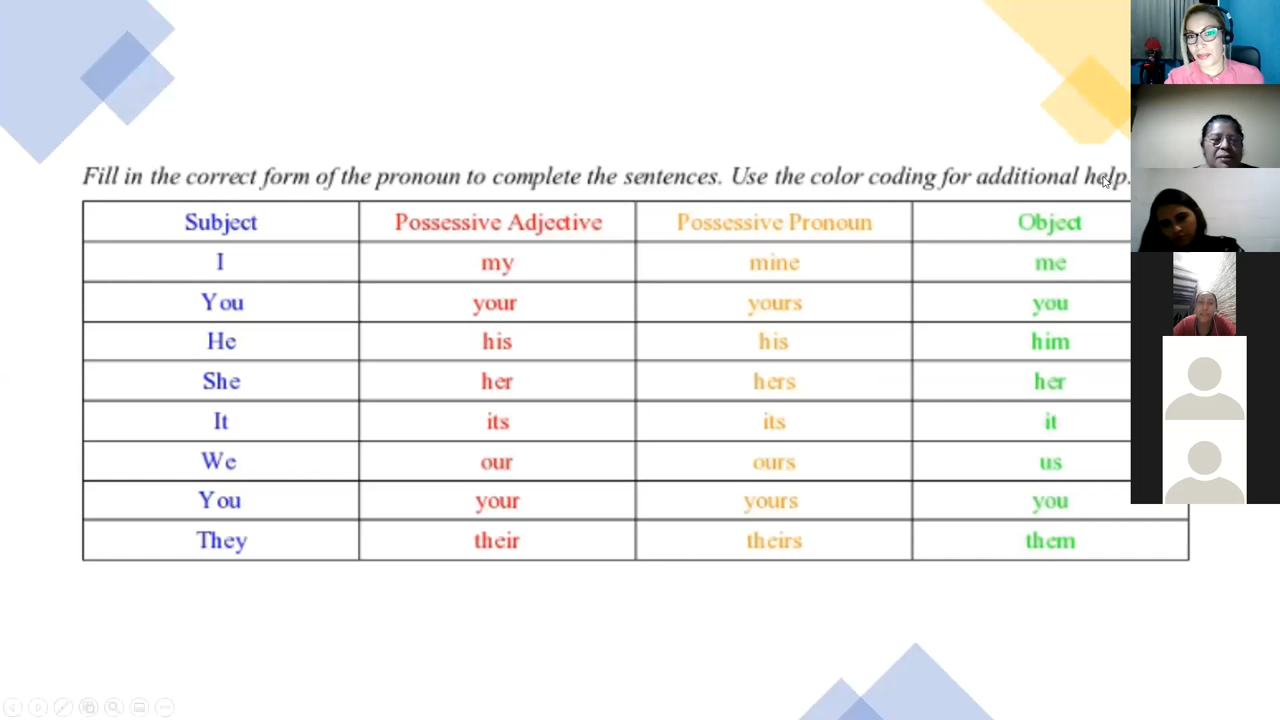 Fill in the correct form of the pronoun to complete the sentences. Use the color coding for additional help.
Subject Possessive Adjective Possessive Pronoun Object
I my mine me
You your yours you
He his his him
She her hers her
It its its it
We our ours us
You your yours you
They their theirs them